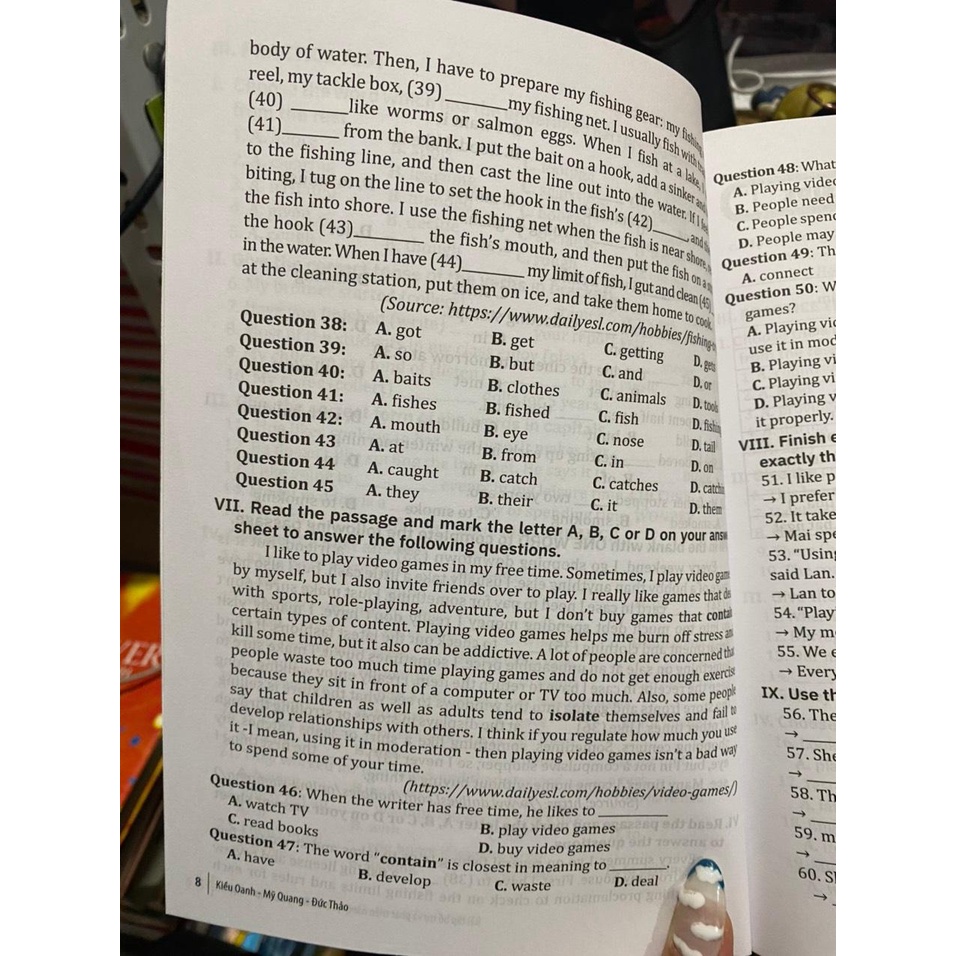 body of water. Then, I have to prepare my fishing gear: my
reel, my tackle box, (39) ________my fishing net. I usually fish with
(40) ________like worms or salmon eggs. When I fish at a lake, I
(41)________ from the bank. I put the bait on a hook, add a sinker and
to the fishing line, and then cast the line out into the water. If I
biting, I tug on the line to set the hook in the fish's (42)_____, and
the fish into shore. I use the fishing net when the fish is near shore,
the hook (43)_________ the fish's mouth, and then put the fish on a
in the water. When I have (44)________ my limit of fish, I gut and clean (45)
at the cleaning station, put them on ice, and take them home to cook.
(Source: https://www.dailyesl.com/hobbies/fishing
Question 38: A. got B. get C. getting D. gets
Question 39: A. so B. but C. and D. or
Question 40: A. baits B. clothes C. animals D. tools
Question 41: A. fishes B. fished C. fish D.
Question 42: A. mouth B. eye C. nose D. tail
Question 43 A. at B. from C. in D. on
Question 44 A. caught B. catch C. catches D.
Question 45 A. they B. their C. it D. them
VII. Read the passage and mark the letter A, B, C or D on your
sheet to answer the following questions.
I like to play video games in my free time. Sometimes, I play video
by myself, but I also invite friends over to play. I really like games that
with sports, role-playing, adventure, but I don't buy games that contain
certain types of content. Playing video games helps me burn off stress and
kill some time, but it also can be addictive. A lot of people are concerned that
people waste too much time playing games and do not get enough exercise
because they sit in front of a computer or TV too much. Also, some people
say that children as well as adults tend to isolate themselves and fail to
develop relationships with others. I think if you regulate how much you use
it -I mean, using it in moderation - then playing video games isn't a bad way
to spend some of your time.
(https://www.dailyesl.com/hobbies/video-games/)
Question 46: When the writer has free time, he likes to __________
A. watch TV B. play video games
C. read books D. buy video games
Question 47: The word "contain" is closest in meaning to __________.
A. have B. develop C. waste D. deal
8 | Kiều Oanh - Mỹ Quang - Đức Thảo
Question 48: What
A. Playing video
B. People need
C. People spend
D. People may
Question 49: Th
A. connect
Question 50: W
games?
A. Playing vi
use it in mod
B. Playing vi
C. Playing vi
D. Playing v
it properly.
VIII. Finish e
exactly th
51. I like p
→ I prefer
52. It take
→ Mai spe
53. "Using
said Lan.
→ Lan to
54. "Play
→ My m
55. We e
→ Every
IX. Use th
56. The
→ ____
57. She
→ ____
58. Th
→ ____
59. m
→ ____
60. S
→